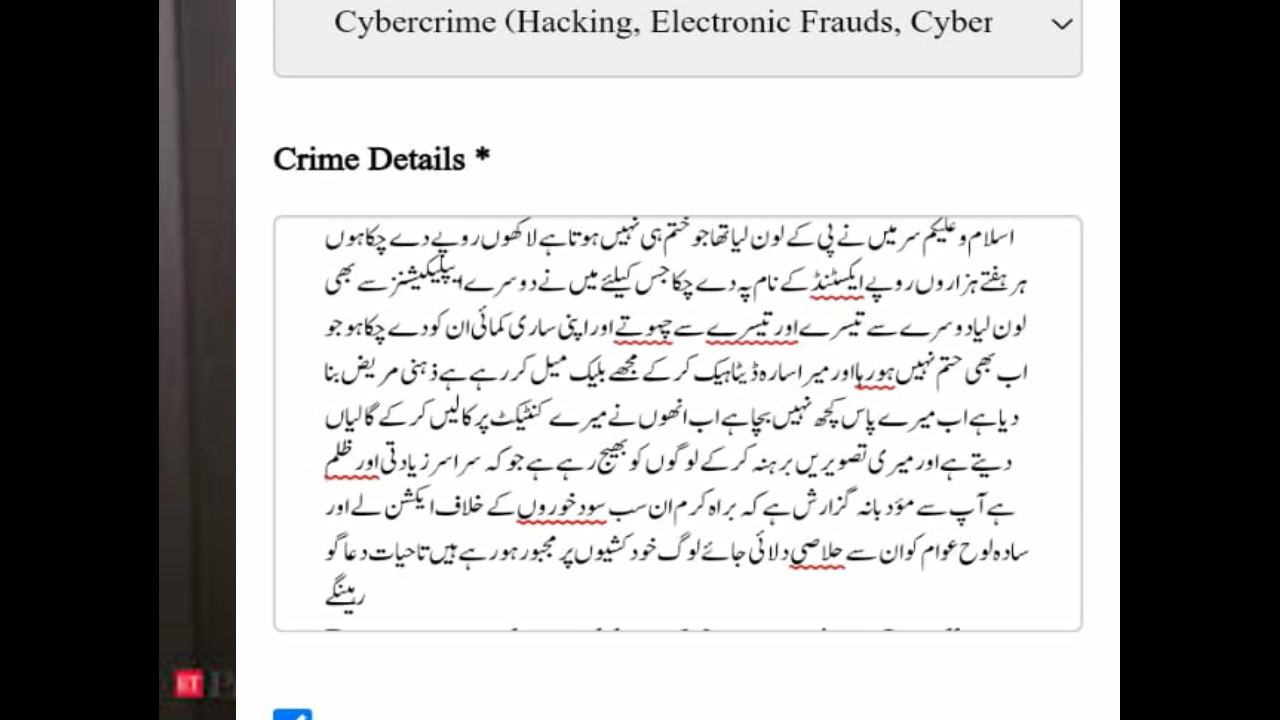 Cybercrime (Hacking, Electronic Frauds, Cyber
Crime Details *
اسلام و علیکم سر میں نے پی کے لون لیا تھا جو ختم ہی نہیں ہوتا ہے لاکھوں روپے دے چکا ہوں
ہر ہفتے ہزاروں روپے ایکسٹنڈ کے نام پہ دے چکا جس کیلئے میں نے دوسرے ایپلیکیشنز سے بھی
لون لیا دوسرے سے تیسرے اور تیسرے سے چہوتے اور اپنی ساری کمائی ان کو دے چکا ہو جو
اب بھی حتم نہیں ہو رہا اور میرا سارہ ڈیٹا ہیک کر کے مجھے بلیک میل کر رہے ہے ذہنی مریض بنا
دیا ہے اب میرے پاس کچھ نہیں بچا ہے اب انھوں نے میرے کنٹیکٹ پر کالیں کر کے گالیاں
دیتے ہے اور میری تصویریں برہنہ کر کے لوگوں کو بھیج رہے ہے جو کہ سراسر زیادتی اور ظلم
ہے آپ سے مؤدبانہ گزارش ہے کہ براہ کرم ان سب سود خوروں کے خلاف ایکشن لے اور
سادہ لوح عوام کو ان سے حلاصی دلائی جائے لوگ خودکشیوں پر مجبور ہو رہے ہیں تاحیات دعا گو
رہینگے
ET